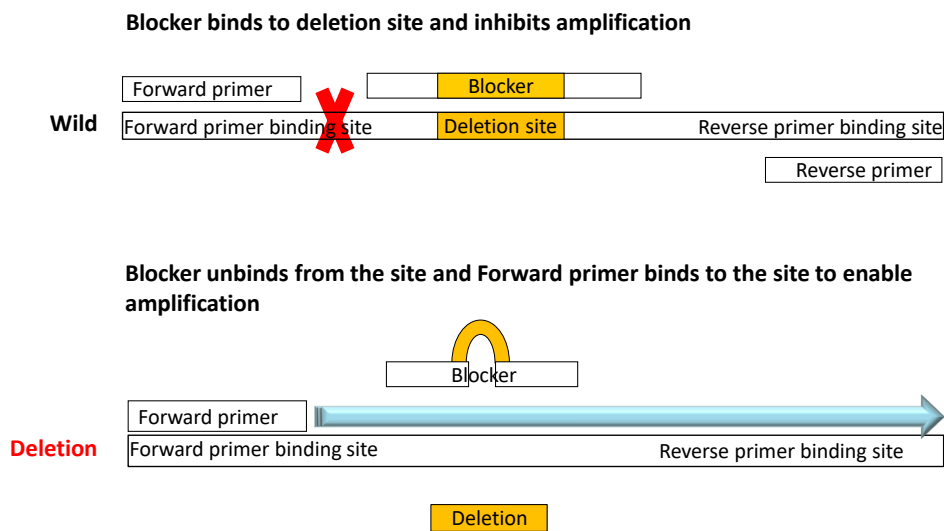 Blocker binds to deletion site and inhibits amplification
Forward primer
Blocker
Wild
Forward primer binding site
Deletion site
Reverse primer binding site
Reverse primer
Blocker unbinds from the site and Forward primer binds to the site to enable
amplification
Blocker
Forward primer
Deletion
Forward primer binding site
Reverse primer binding site
Deletion